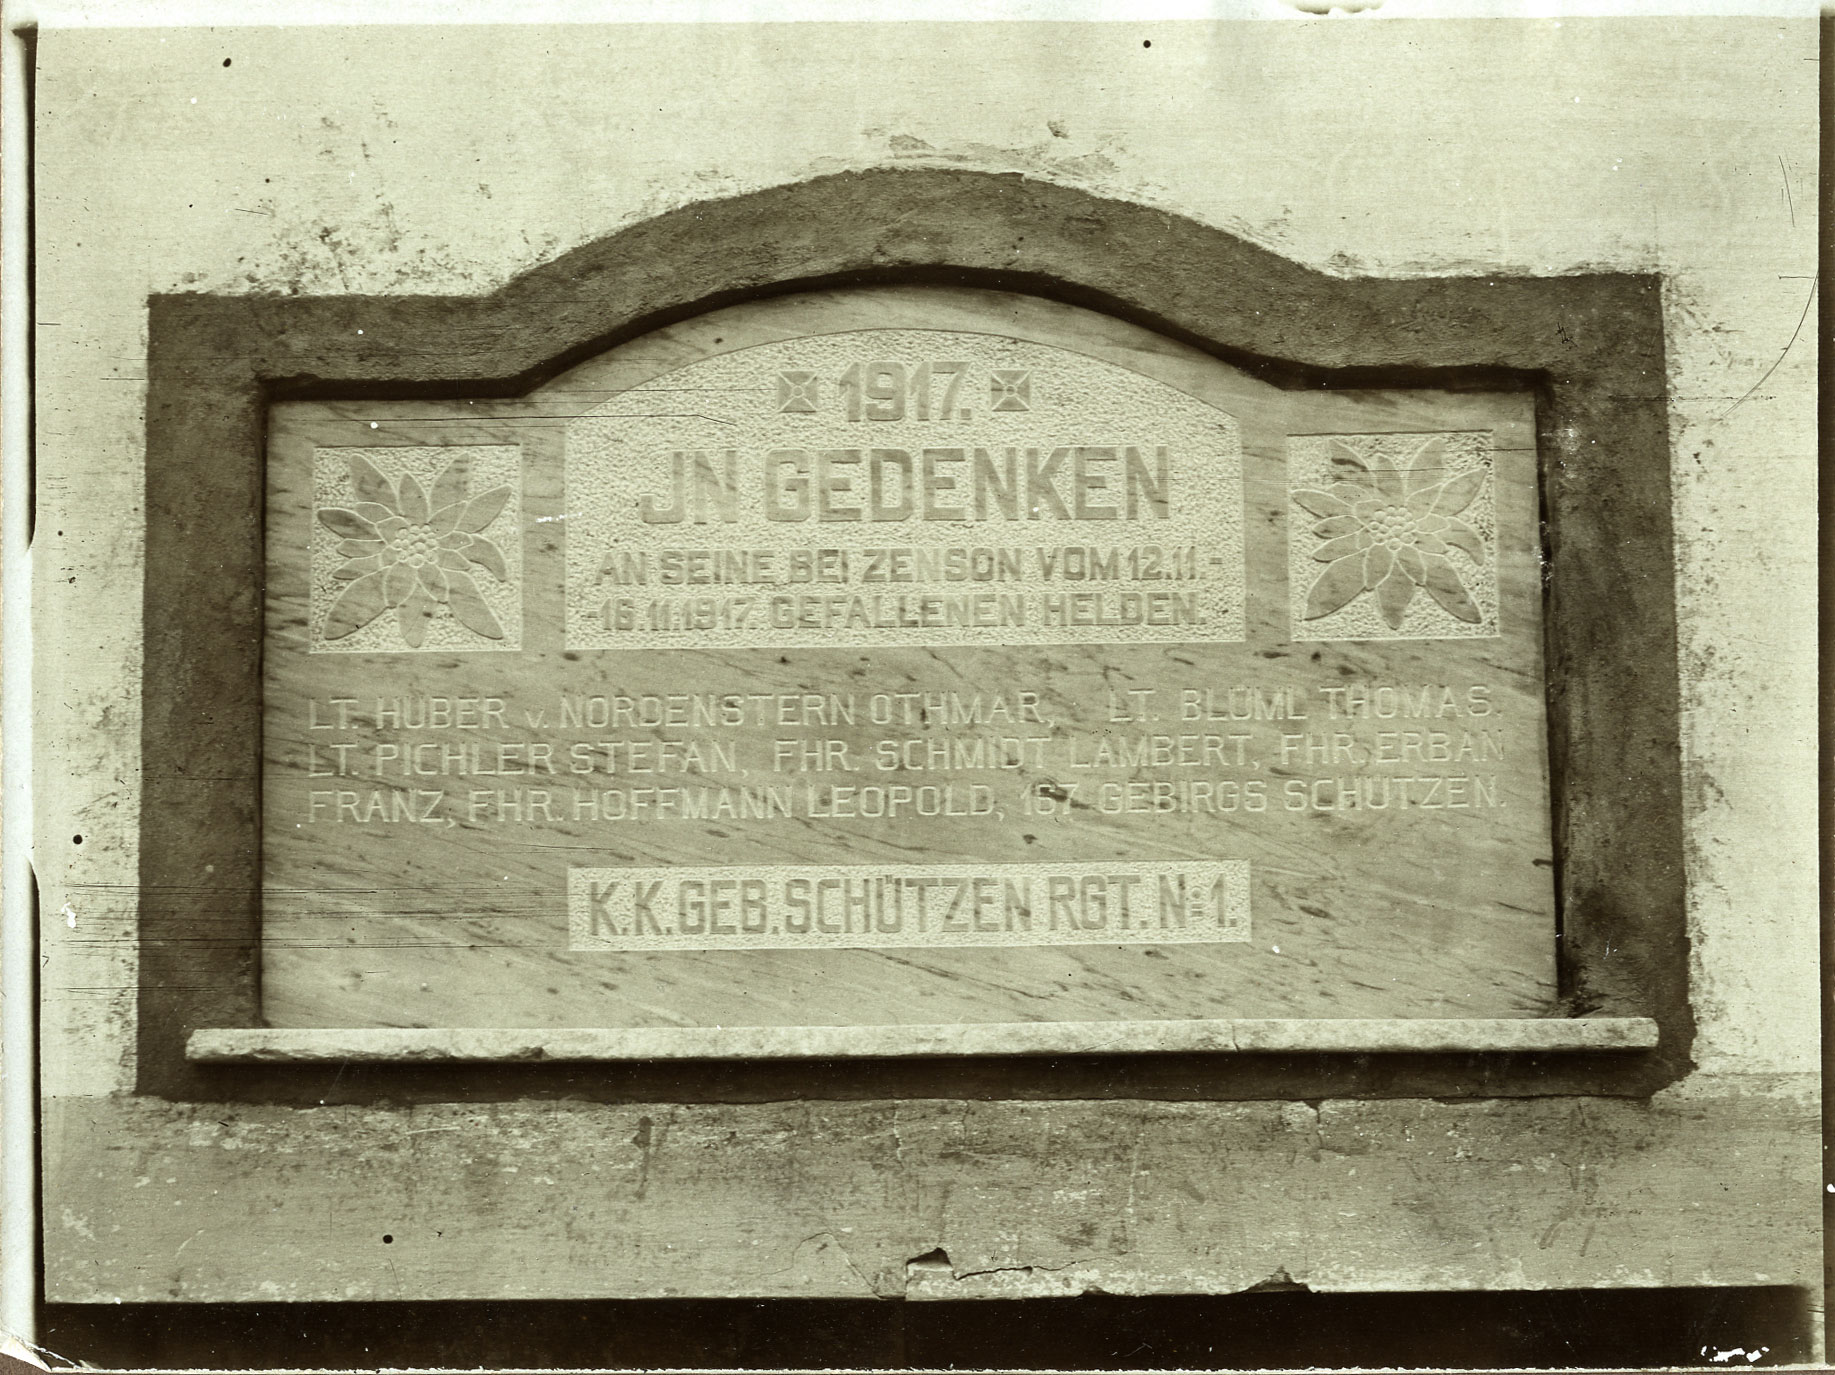 1917.
JN GEDENKEN
AN SEINE BEI ZENSON VOM 12.11.-
-16.11.1917. GEFALLENEN HELDEN.
LT. HUBER v. NORDENSTERN OTHMAR, LT. BLÜML THOMAS.
LT. PICHLER STEFAN, FHR. SCHMIDT LAMBERT, FHR. ERBAN
FRANZ, FHR. HOFFMANN LEOPOLD, 167 GEBIRGS SCHÜTZEN.
K.K. GEB. SCHÜTZEN RGT. No 1.